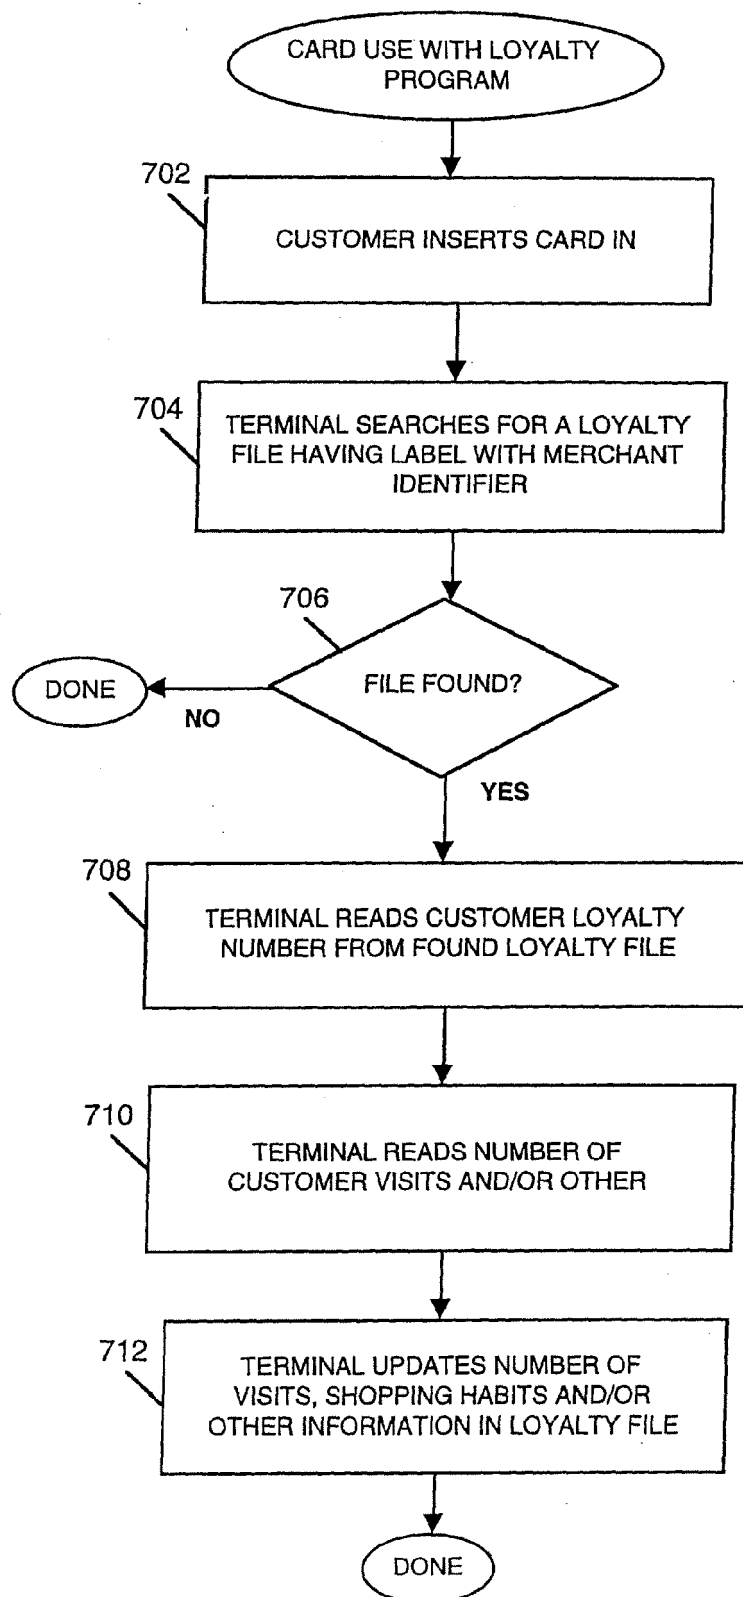 CARD USE WITH LOYALTY
PROGRAM
702
CUSTOMER INSERTS CARD IN
704
TERMINAL SEARCHES FOR A LOYALTY
FILE HAVING LABEL WITH MERCHANT
IDENTIFIER
706
FILE FOUND?
DONE
NO
YES
708
TERMINAL READS CUSTOMER LOYALTY
NUMBER FROM FOUND LOYALTY FILE
710
TERMINAL READS NUMBER OF
CUSTOMER VISITS AND/OR OTHER
712
TERMINAL UPDATES NUMBER OF
VISITS, SHOPPING HABITS AND/OR
OTHER INFORMATION IN LOYALTY FILE
DONE